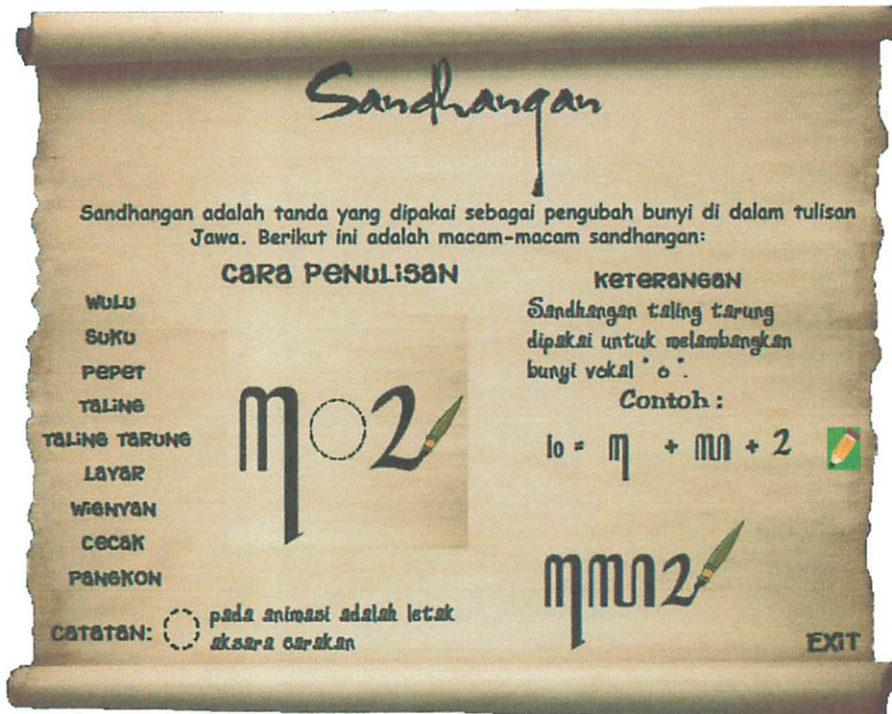 Sandhangan
Sandhangan adalah tanda yang dipakai sebagai pengubah bunyi di dalam tulisan
Jawa. Berikut ini adalah macam-macam sandhangan:
CARA PENULISAN
WULU
SUKU
PEPET
TALING
TALING TARUNG
LAYAR
WIGNYAN
CECAK
PANGKON
ꦺ◌ꦴ
KETERANGAN
Sandhangan taling tarung
dipakai untuk melambangkan
bunyi vokal " o ".
Contoh :
lo = ꦺ + ꦭ + ꦴ
ꦭꦺꦴ
CATATAN: ◌ pada animasi adalah letak
aksara carakan
EXIT